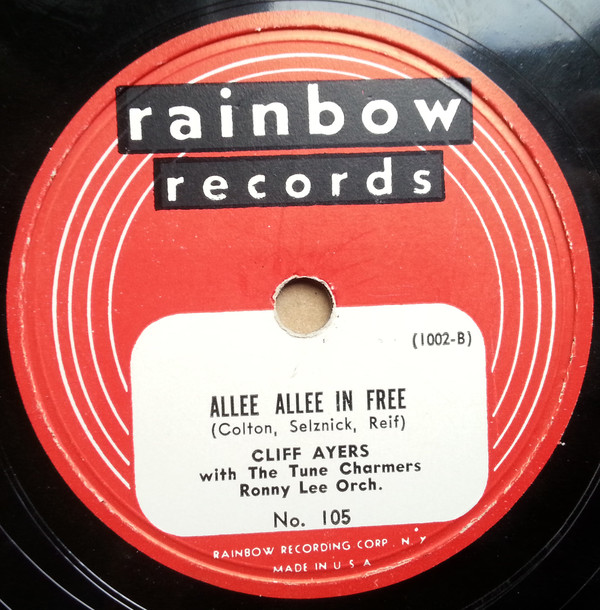 rainbow
records
(1002-B)
ALLEE ALLEE IN FREE
(Colton, Selznick, Reif)
CLIFF AYERS
with The Tune Charmers
Ronny Lee Orch.
No. 105
RAINBOW RECORDING CORP. N.Y
MADE IN U S A